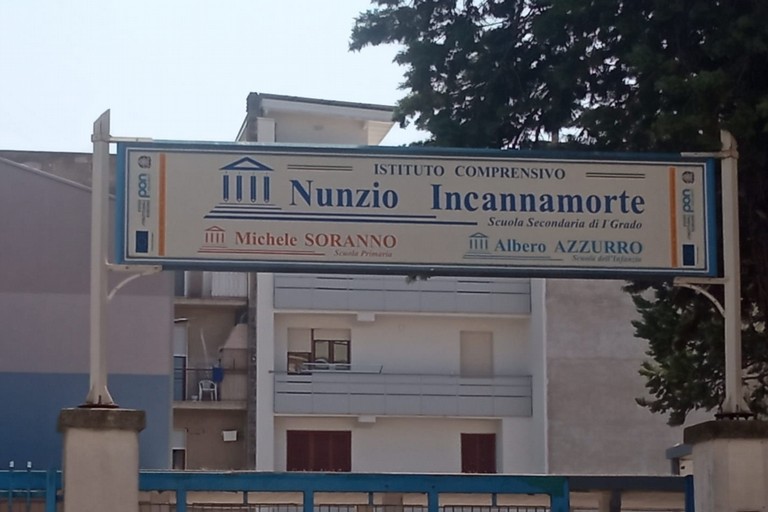 ISTITUTO COMPRENSIVO
Nunzio Incannamorte
Scuola Secondaria di I Grado
Michele SORANNO
Scuola Primaria
Albero AZZURRO
Scuola dell'Infanzia